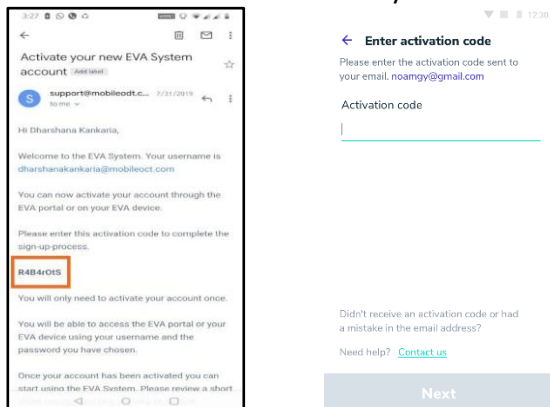 3:27
Activate your new EVA System
account Add label
S
support@mobileodt.c... 7/31/2019
to me
Hi Dharshana Kankaria,
Welcome to the EVA System. Your username is
dharshanakankaria@mobileoct.com
You can now activate your account through the
EVA portal or on your EVA device.
Please enter this activation code to complete the
sign-up-process.
R4B4rOtS
You will only need to activate your account once.
You will be able to access the EVA portal or your
EVA device using your username and the
password you have chosen.
Once your account has been activated you can
start using the EVA System. Please review a short
12:30
Enter activation code
Please enter the activation code sent to
your email. noamgy@gmail.com
Activation code
Didn't receive an activation code or had
a mistake in the email address?
Need help? Contact us
Next